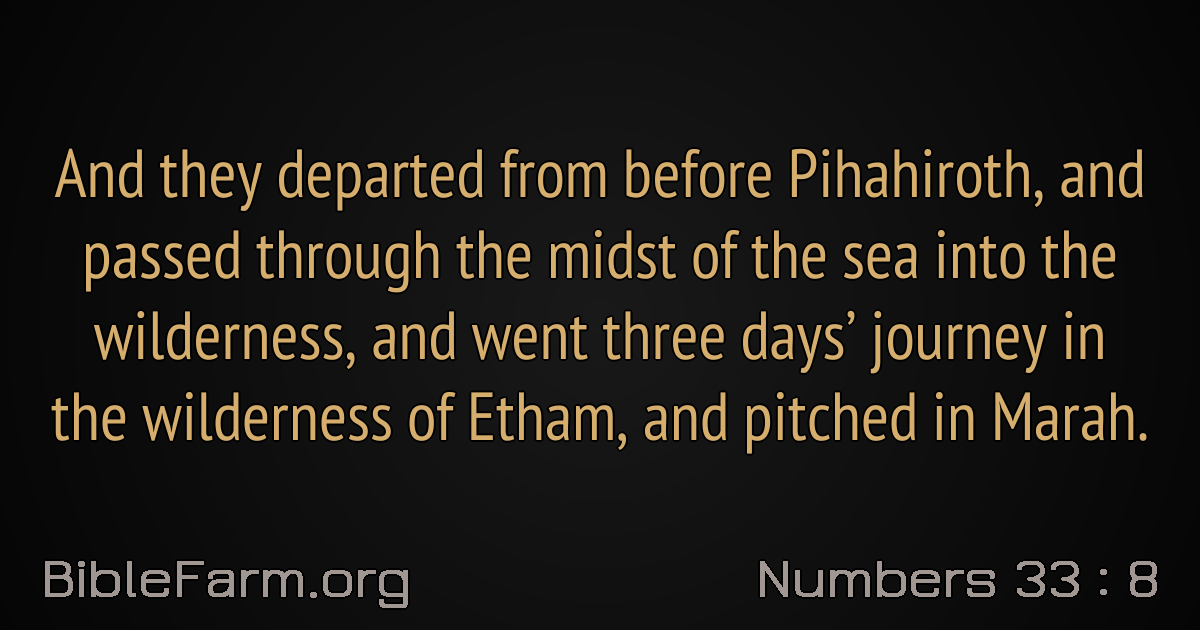 And they departed from before Pihahiroth, and
passed through the midst of the sea into the
wilderness, and went three days’ journey in
the wilderness of Etham, and pitched in Marah.
BibleFarm.org
Numbers 33 : 8